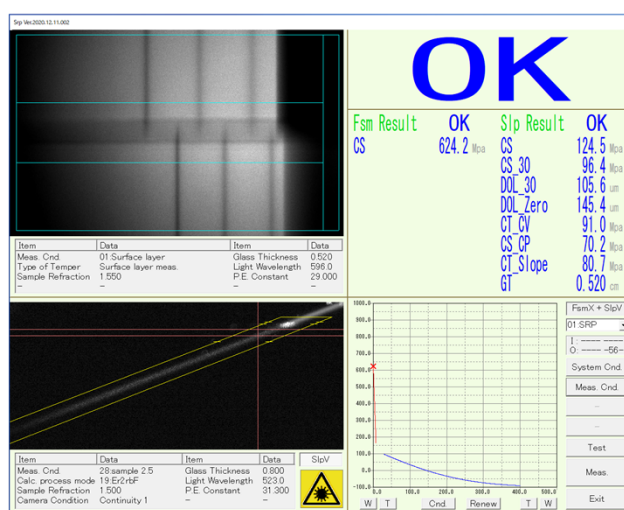 Srp Ver.2020.12.11.002
OK
Fsm Result OK Slp Result OK
CS 624.2 Mpa CS 124.5 Mpa
CS_30 96.4 Mpa
DOL_30 105.6 um
DOL_Zero 145.4 um
CT_CV 91.0 Mpa
CS_CP 70.2 Mpa
CT_Slope 80.7 Mpa
GT 0.520 cm
Item Data Item Data
Meas. Cnd 01:Surface layer Glass Thickness 0.520
Type of Temper Surface layer meas. Light Wavelength 596.0
Sample Refraction 1.550 P.E. Constant 29.000
– – – –
1000.0
900.0
800.0
700.0
600.0
500.0
400.0
300.0
200.0
100.0
0.0
-100.0
0.0 100.0 200.0 300.0 400.0 500.0
W T Cnd. Renew T W
FsmX + SlpV
01:SRP
I: ---- ----
O: ---- -56-
System Cnd.
Meas. Cnd.
–
–
Test
Meas.
Exit
Item Data Item Data SlpV
Meas. Cnd 28:sample 2.5 Glass Thickness 0.800
Calc. process mode 19:Er2rbF Light Wavelength 523.0
Sample Refraction 1.500 P.E. Constant 31.300
Camera Condition Continuity 1 – –